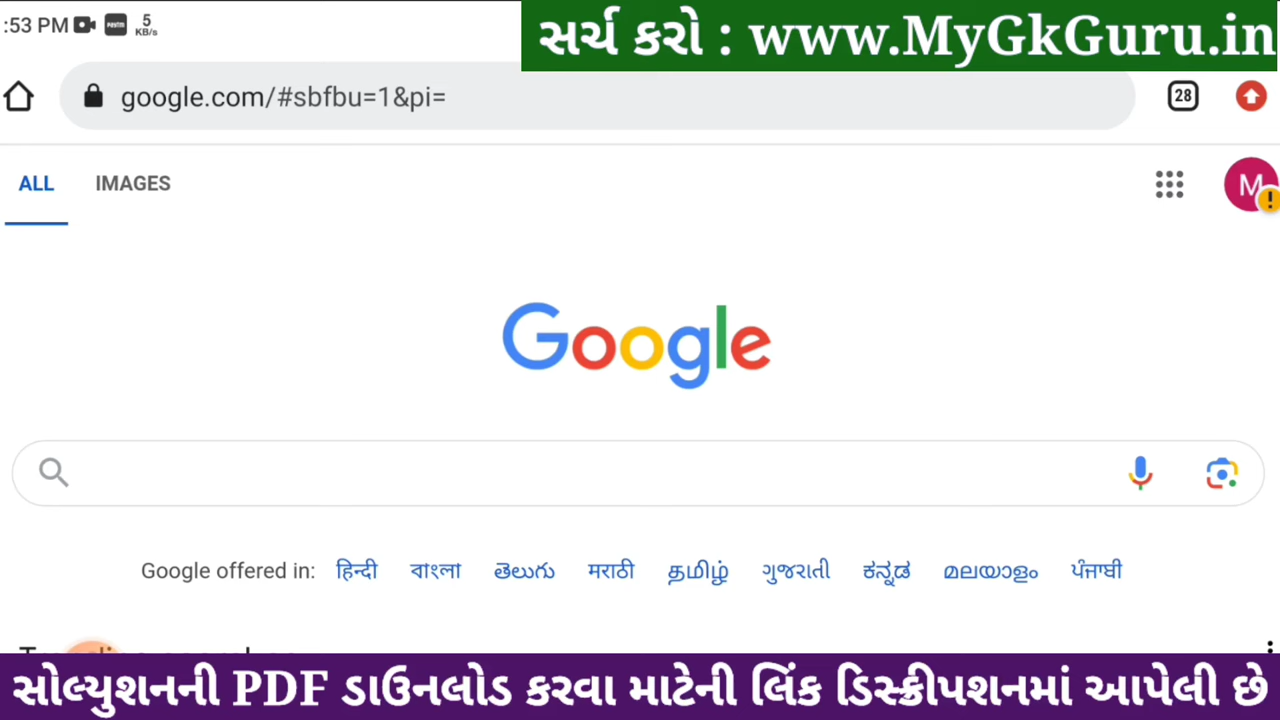 :53 PM 5 KB/s
સર્ચ કરો : www.MyGkGuru.in
google.com/#sbfbu=1&pi=
28
ALL IMAGES
M
Google
Google offered in: हिन्दी বাংলা తెలుగు मराठी தமிழ் ગુજરાતી ಕನ್ನಡ മലയാളം ਪੰਜਾਬੀ
સોલ્યુશનની PDF ડાઉનલોડ કરવા માટેની લિંક ડિસ્ક્રીપશનમાં આપેલી છે